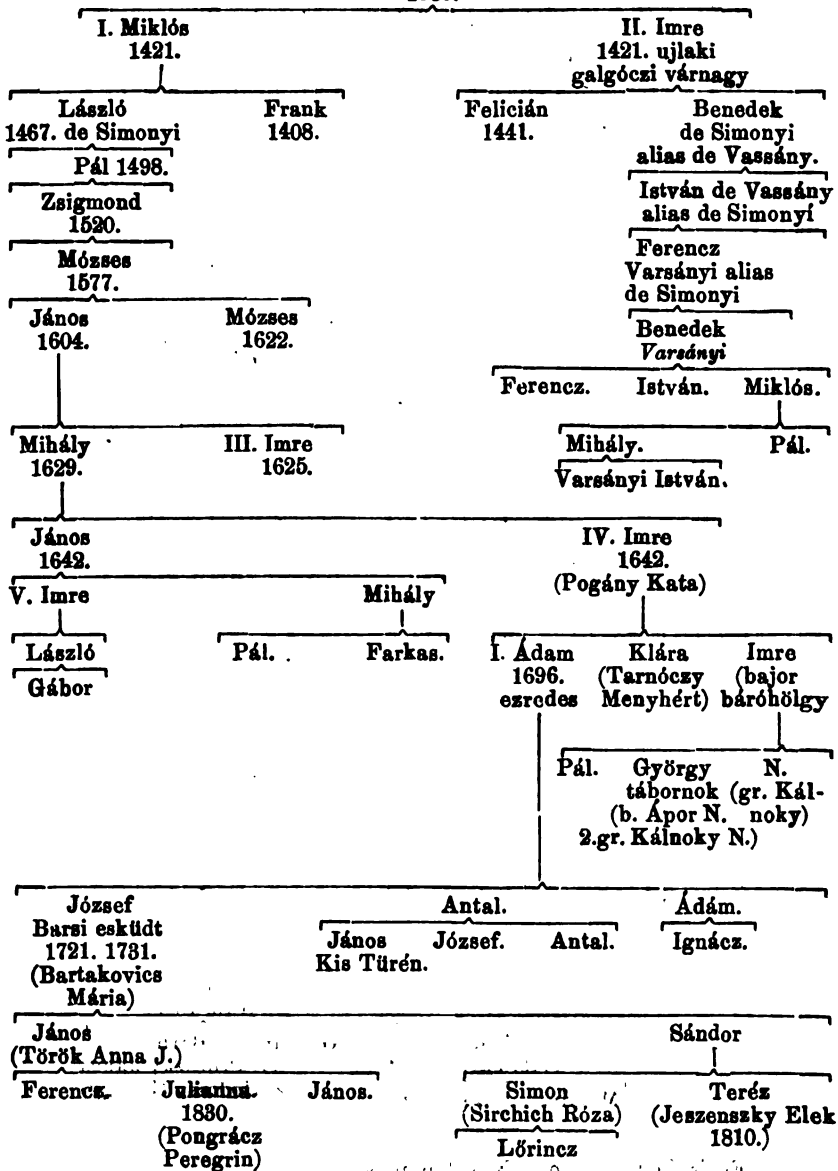 I. Miklós II. Imre
1421. 1421. ujlaki
galgóczi várnagy
László Frank Felicián Benedek
1467. de Simonyi 1408. 1441. de Simonyi
alias de Vassány.
Pál 1498. István de Vassány
Zsigmond alias de Simonyi
1520. Ferencz
Mózses Varsányi alias
1577. de Simonyi
János Mózses Benedek
1604. 1622. Varsányi
Ferencz. István. Miklós.
Mihály III. Imre Mihály. Pál.
1629. 1625. Varsányi István.
János IV. Imre
1642. 1642.
(Pogány Kata)
V. Imre Mihály
László Pál. Farkas. I. Ádam Klára Imre
Gábor 1696. (Tarnóczy (bajor
ezredes Menyhért) báróhölgy
Pál. György N.
tábornok (gr. Kál-
(b. Ápor N. noky)
2.gr. Kálnoky N.)
József Antal. Ádám.
Barsi esküdt János József. Antal. Ignácz.
1721. 1731. Kis Türén.
(Bartakovics
Mária)
János Sándor
(Török Anna J.)
Ferencz. Julianna. János. Simon Teréz
1830. (Sirchich Róza) (Jeszenszky Elek
(Pongrácz Lőrincz 1810.)
Peregrin)